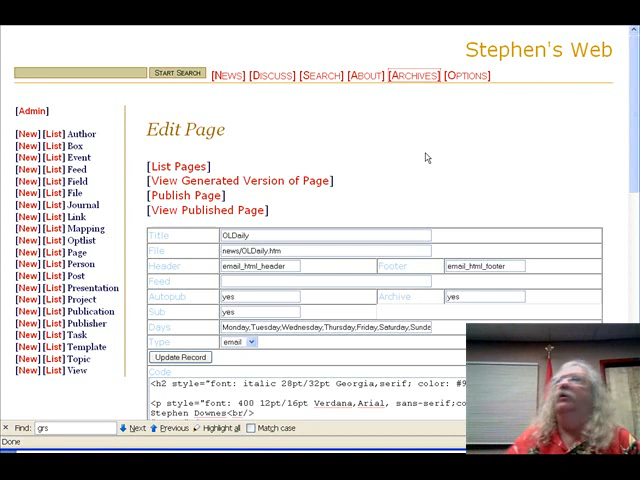 Stephen's Web
START SEARCH
[NEWS] [DISCUSS] [SEARCH] [ABOUT] [ARCHIVES] [OPTIONS]
[Admin]
[New] [List] Author
[New] [List] Box
[New] [List] Event
[New] [List] Feed
[New] [List] Field
[New] [List] File
[New] [List] Journal
[New] [List] Link
[New] [List] Mapping
[New] [List] Optlist
[New] [List] Page
[New] [List] Person
[New] [List] Post
[New] [List] Presentation
[New] [List] Project
[New] [List] Publication
[New] [List] Publisher
[New] [List] Task
[New] [List] Template
[New] [List] Topic
[New] [List] View
Edit Page
[List Pages]
[View Generated Version of Page]
[Publish Page]
[View Published Page]
Title OLDaily
File news/OLDaily.htm
Header email_html_header Footer email_html_footer
Feed
Autopub yes Archive yes
Sub yes
Days Monday,Tuesday,Wednesday,Thursday,Friday,Saturday,Sunda
Type email
Update Record
Code
<h2 style="font: italic 28pt/32pt Georgia,serif; color: #9
<p style="font: 400 12pt/16pt Verdana,Arial, sans-serif;co
Stephen Downes<br/>
Find: grs Next Previous Highlight all Match case
Done